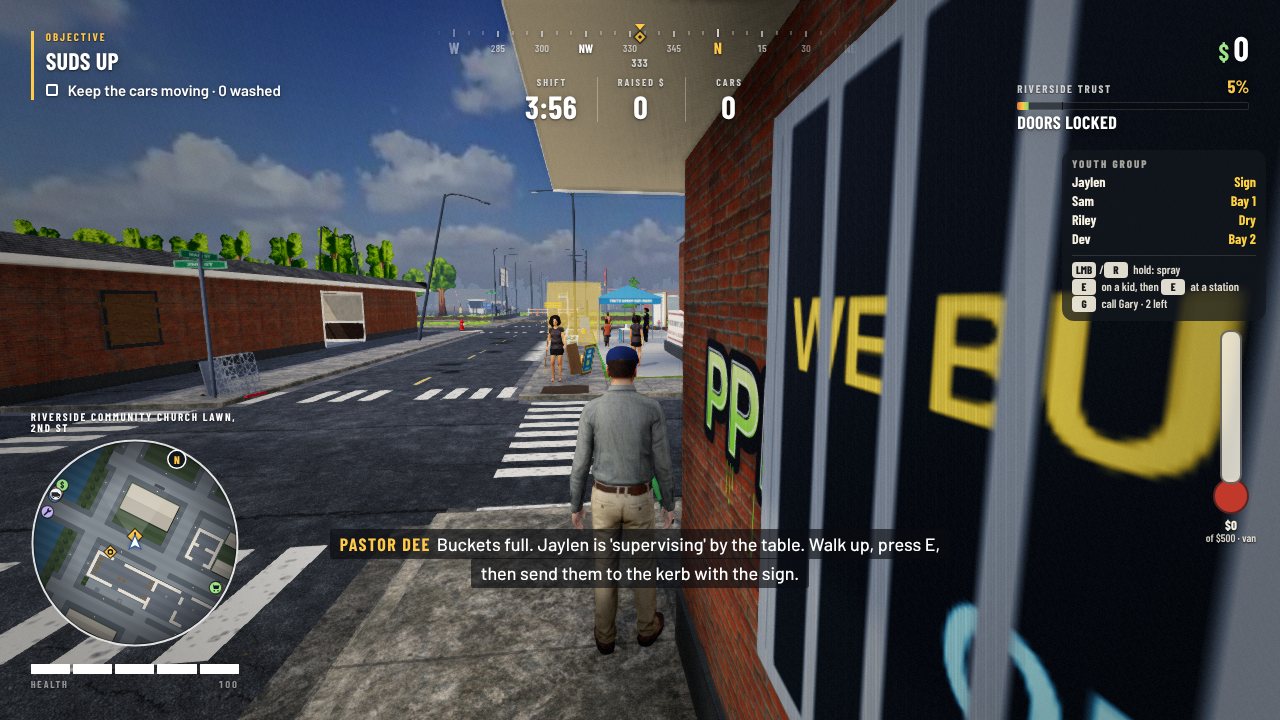 OBJECTIVE
SUDS UP
Keep the cars moving · 0 washed
W 285 300 NW 330 345 N 15 30
333
SHIFT RAISED $ CARS
3:56 0 0
$ 0
RIVERSIDE TRUST 5%
DOORS LOCKED
YOUTH GROUP
Jaylen Sign
Sam Bay 1
Riley Dry
Dev Bay 2
LMB / R hold: spray
E on a kid, then E at a station
G call Gary · 2 left
WE BU
PP
RIVERSIDE COMMUNITY CHURCH LAWN,
2ND ST
N
$
PASTOR DEE Buckets full. Jaylen is 'supervising' by the table. Walk up, press E,
then send them to the kerb with the sign.
$0
of $500 · van
HEALTH 100